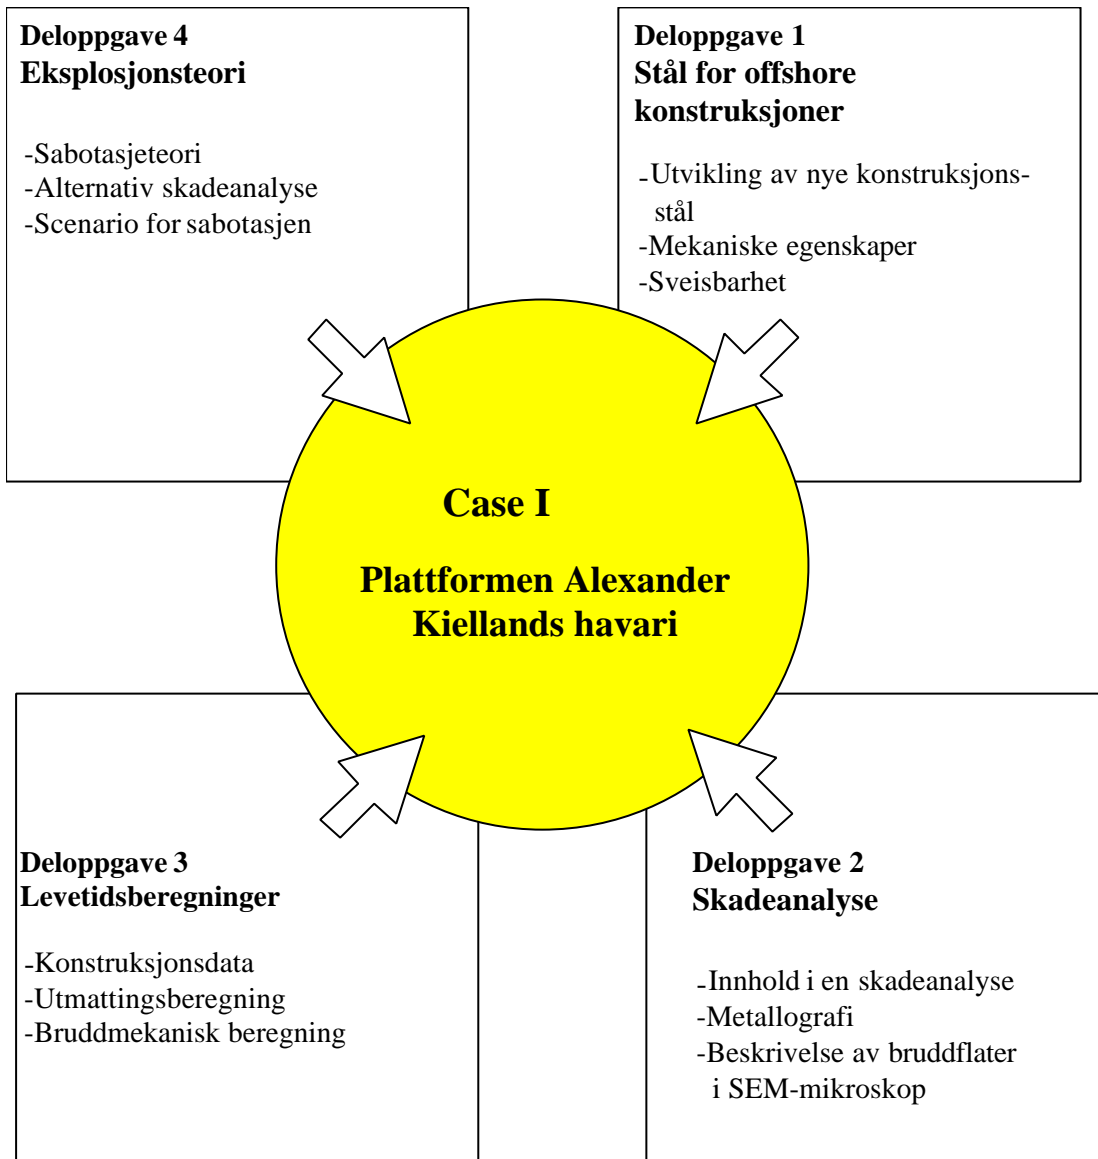 Deloppgave 4
Eksplosjonsteori
-Sabotasjeteori
-Alternativ skadeanalyse
-Scenario for sabotasjen
Deloppgave 1
Stål for offshore
konstruksjoner
-Utvikling av nye konstruksjons-
stål
-Mekaniske egenskaper
-Sveisbarhet
Case I
Plattformen Alexander
Kiellands havari
Deloppgave 3
Levetidsberegninger
-Konstruksjonsdata
-Utmattingsberegning
-Bruddmekanisk beregning
Deloppgave 2
Skadeanalyse
-Innhold i en skadeanalyse
-Metallografi
-Beskrivelse av bruddflater
i SEM-mikroskop